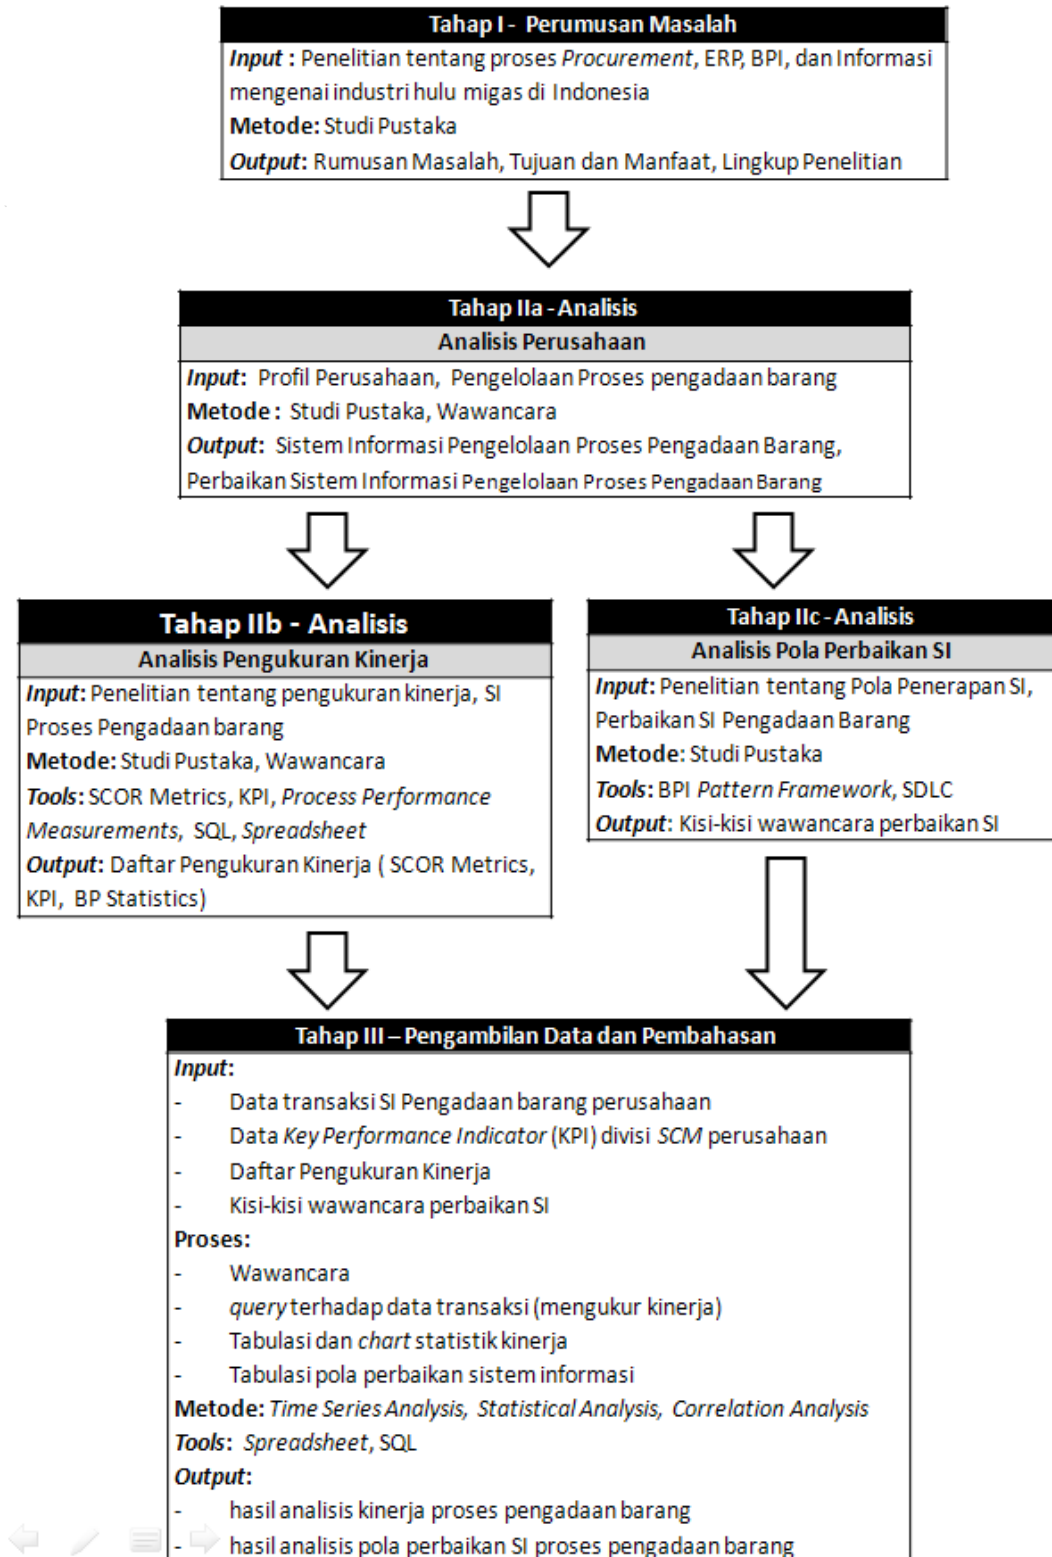 Tahap I - Perumusan Masalah
Input : Penelitian tentang proses Procurement, ERP, BPI, dan Informasi
mengenai industri hulu migas di Indonesia
Metode: Studi Pustaka
Output: Rumusan Masalah, Tujuan dan Manfaat, Lingkup Penelitian
Tahap IIa - Analisis
Analisis Perusahaan
Input: Profil Perusahaan, Pengelolaan Proses pengadaan barang
Metode : Studi Pustaka, Wawancara
Output: Sistem Informasi Pengelolaan Proses Pengadaan Barang,
Perbaikan Sistem Informasi Pengelolaan Proses Pengadaan Barang
Tahap IIb - Analisis
Analisis Pengukuran Kinerja
Input: Penelitian tentang pengukuran kinerja, SI
Proses Pengadaan barang
Metode: Studi Pustaka, Wawancara
Tools: SCOR Metrics, KPI, Process Performance
Measurements, SQL, Spreadsheet
Output: Daftar Pengukuran Kinerja ( SCOR Metrics,
KPI, BP Statistics)
Tahap IIc - Analisis
Analisis Pola Perbaikan SI
Input: Penelitian tentang Pola Penerapan SI,
Perbaikan SI Pengadaan Barang
Metode: Studi Pustaka
Tools: BPI Pattern Framework, SDLC
Output: Kisi-kisi wawancara perbaikan SI
Tahap III – Pengambilan Data dan Pembahasan
Input:
- Data transaksi SI Pengadaan barang perusahaan
- Data Key Performance Indicator (KPI) divisi SCM perusahaan
- Daftar Pengukuran Kinerja
- Kisi-kisi wawancara perbaikan SI
Proses:
- Wawancara
- query terhadap data transaksi (mengukur kinerja)
- Tabulasi dan chart statistik kinerja
- Tabulasi pola perbaikan sistem informasi
Metode: Time Series Analysis, Statistical Analysis, Correlation Analysis
Tools: Spreadsheet, SQL
Output:
- hasil analisis kinerja proses pengadaan barang
- hasil analisis pola perbaikan SI proses pengadaan barang